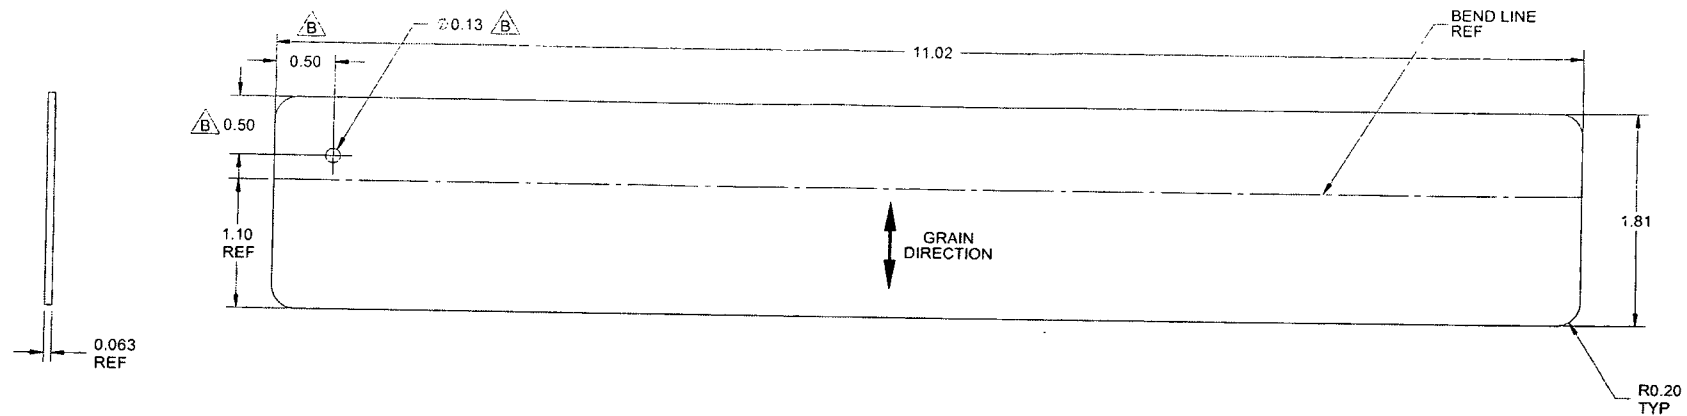 B
⌀0.13 B
BEND LINE
REF
11.02
0.50
B 0.50
1.10
REF
GRAIN
DIRECTION
1.81
0.063
REF
R0.20
TYP